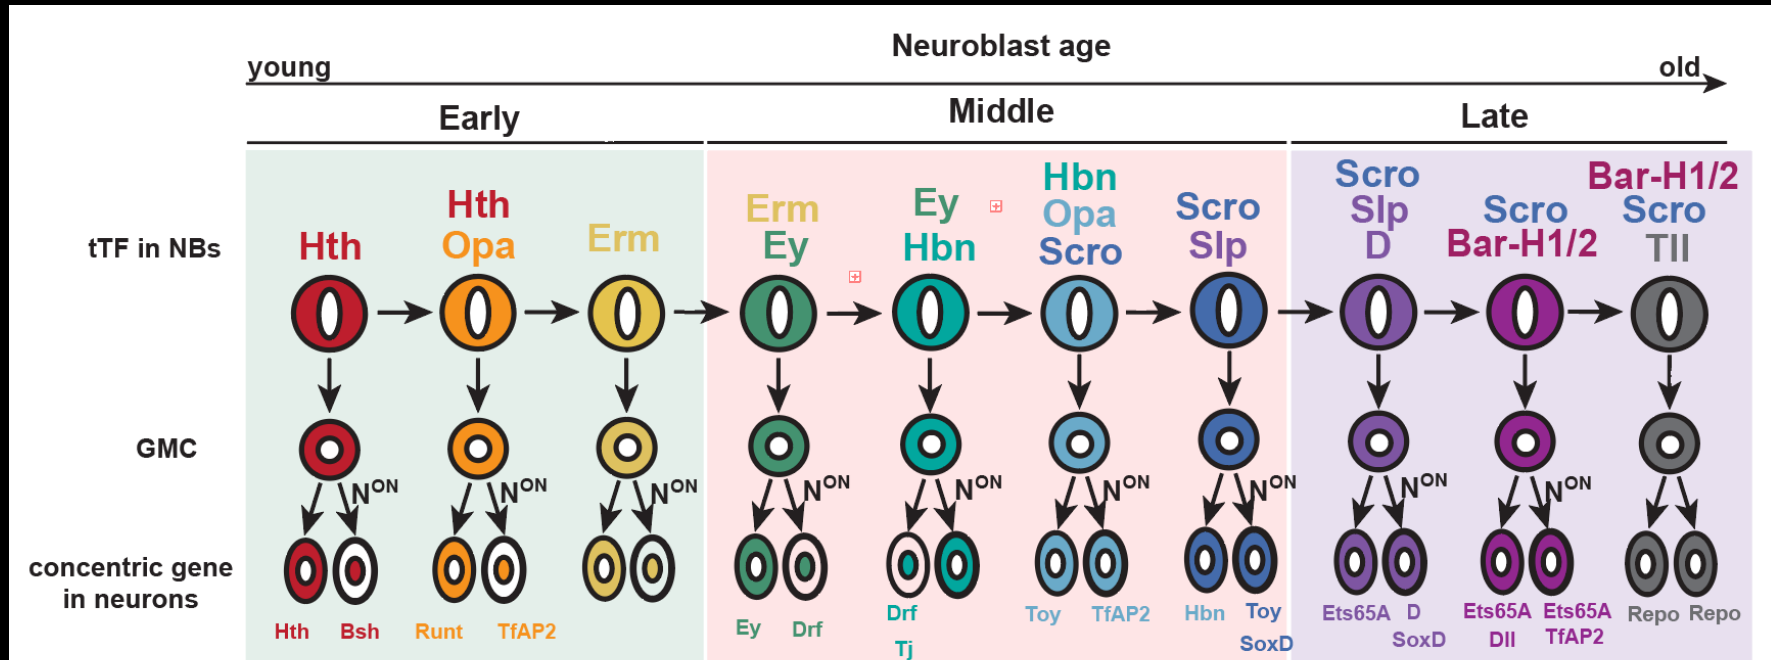 Neuroblast age
young
old
Early
Middle
Late
tTF in NBs
Hth
Hth
Opa
Erm
Erm
Ey
Ey
Hbn
Hbn
Opa
Scro
Scro
Slp
Scro
Slp
D
Scro
Bar-H1/2
Bar-H1/2
Scro
Tll
GMC
N^ON
N^ON
N^ON
N^ON
N^ON
N^ON
N^ON
N^ON
N^ON
concentric gene
in neurons
Hth
Bsh
Runt
TfAP2
Ey
Drf
Drf
Tj
Toy
TfAP2
Hbn
Toy
SoxD
Ets65A
D
SoxD
Ets65A
Dll
Ets65A
TfAP2
Repo
Repo